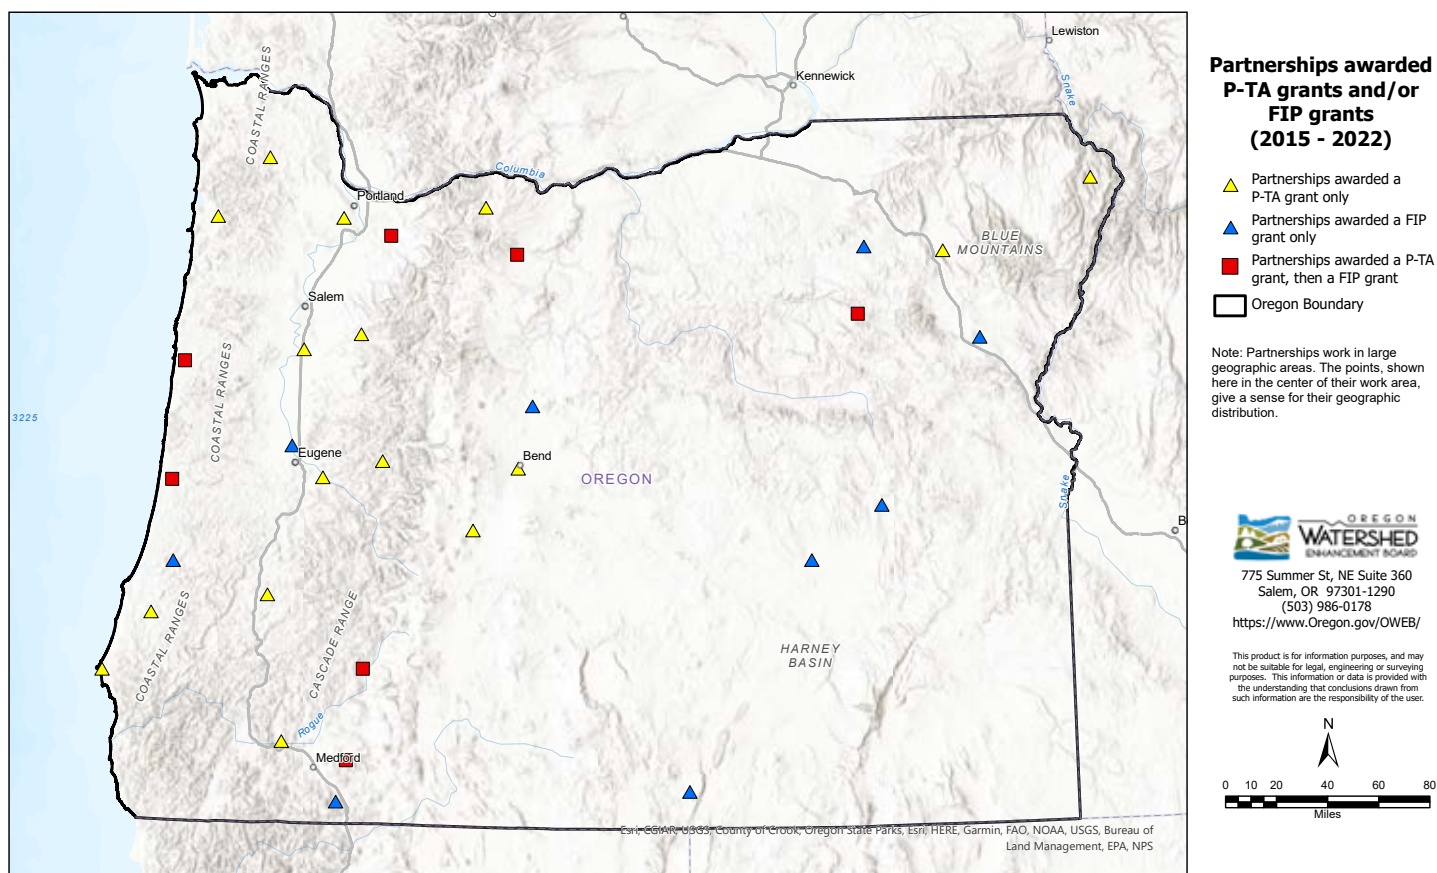 Lewiston
Kennewick
Snake
COASTAL RANGES
Columbia
Portland
BLUE
MOUNTAINS
Salem
COASTAL RANGES
3225
Eugene
Bend
OREGON
Snake
B
COASTAL RANGES
CASCADE RANGE
HARNEY
BASIN
Rogue
Medford
Esri, CGIAR, USGS, County of Crook, Oregon State Parks, Esri, HERE, Garmin, FAO, NOAA, USGS, Bureau of
Land Management, EPA, NPS
Partnerships awarded
P-TA grants and/or
FIP grants
(2015 - 2022)
Partnerships awarded a
P-TA grant only
Partnerships awarded a FIP
grant only
Partnerships awarded a P-TA
grant, then a FIP grant
Oregon Boundary
Note: Partnerships work in large
geographic areas. The points, shown
here in the center of their work area,
give a sense for their geographic
distribution.
OREGON
WATERSHED
ENHANCEMENT BOARD
775 Summer St, NE Suite 360
Salem, OR 97301-1290
(503) 986-0178
https://www.Oregon.gov/OWEB/
This product is for information purposes, and may
not be suitable for legal, engineering or surveying
purposes. This information or data is provided with
the understanding that conclusions drawn from
such information are the responsibility of the user.
N
0 10 20 40 60 80
Miles